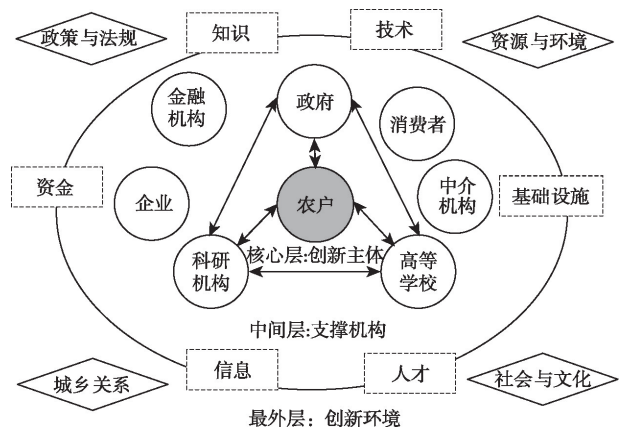 政策与法规
知识
技术
资源与环境
金融
机构
政府
消费者
资金
企业
农户
中介
机构
基础设施
科研
机构
核心层:创新主体
高等
学校
中间层:支撑机构
城乡关系
信息
人才
社会与文化
最外层：创新环境